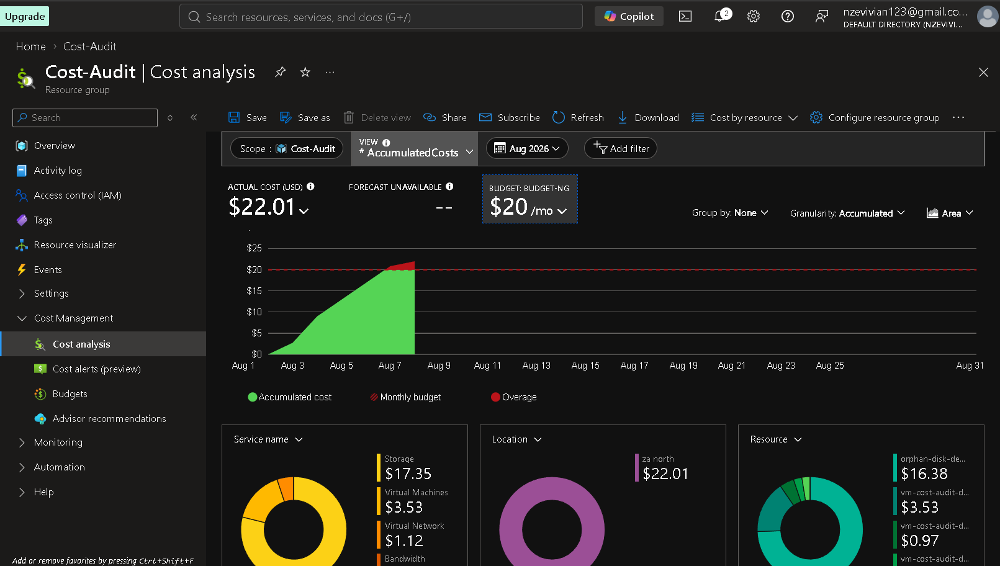 Upgrade
Search resources, services, and docs (G+/)
Copilot
2
nzevivian123@gmail.co...
DEFAULT DIRECTORY (NZEVIVI...
Home > Cost-Audit
Cost-Audit | Cost analysis
...
Resource group
Search
Save
Save as
Delete view
Share
Subscribe
Refresh
Download
Cost by resource
Configure resource group
...
Overview
Activity log
Access control (IAM)
Tags
Resource visualizer
Events
Settings
Cost Management
Cost analysis
Cost alerts (preview)
Budgets
Advisor recommendations
Monitoring
Automation
Help
Add or remove favorites by pressing Ctrl+Shift+F
Scope : Cost-Audit
VIEW
* AccumulatedCosts
Aug 2026
Add filter
ACTUAL COST (USD)
$22.01
FORECAST UNAVAILABLE
--
BUDGET: BUDGET-NG
$20 /mo
Group by: None
Granularity: Accumulated
Area
$25
$20
$15
$10
$5
$0
Aug 1
Aug 3
Aug 5
Aug 7
Aug 9
Aug 11
Aug 13
Aug 15
Aug 17
Aug 19
Aug 21
Aug 23
Aug 25
Aug 31
Accumulated cost
Monthly budget
Overage
Service name
Storage
$17.35
Virtual Machines
$3.53
Virtual Network
$1.12
Bandwidth
Location
za north
$22.01
Resource
orphan-disk-de...
$16.38
vm-cost-audit-d...
$3.53
vm-cost-audit-d...
$0.97
vm-cost-audit-d...